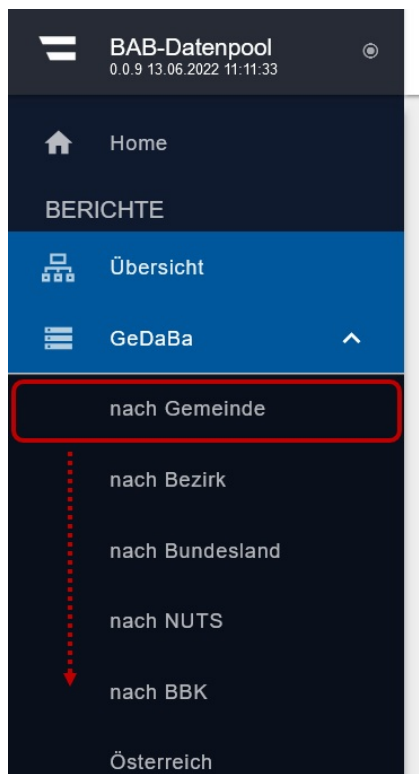 BAB-Datenpool
0.0.9 13.06.2022 11:11:33
Home
BERICHTE
Übersicht
GeDaBa
nach Gemeinde
nach Bezirk
nach Bundesland
nach NUTS
nach BBK
Österreich